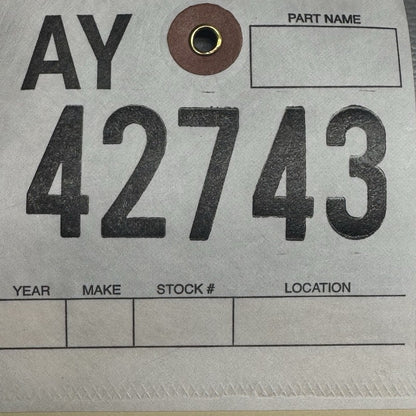 AY
PART NAME
42743
YEAR MAKE STOCK # LOCATION